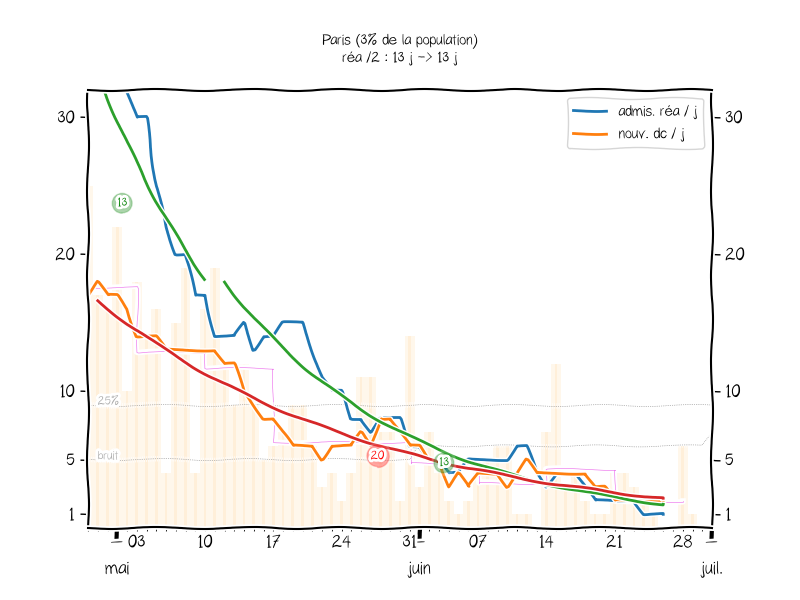 Paris (3% de la population)
réa /2 : 13 j -> 13 j
admis. réa / j
nouv. dc / j
30
30
13
20
20
25%
10
10
20
13
bruit
5
5
1
1
03
10
17
24
31
07
14
21
28
mai
juin
juil.